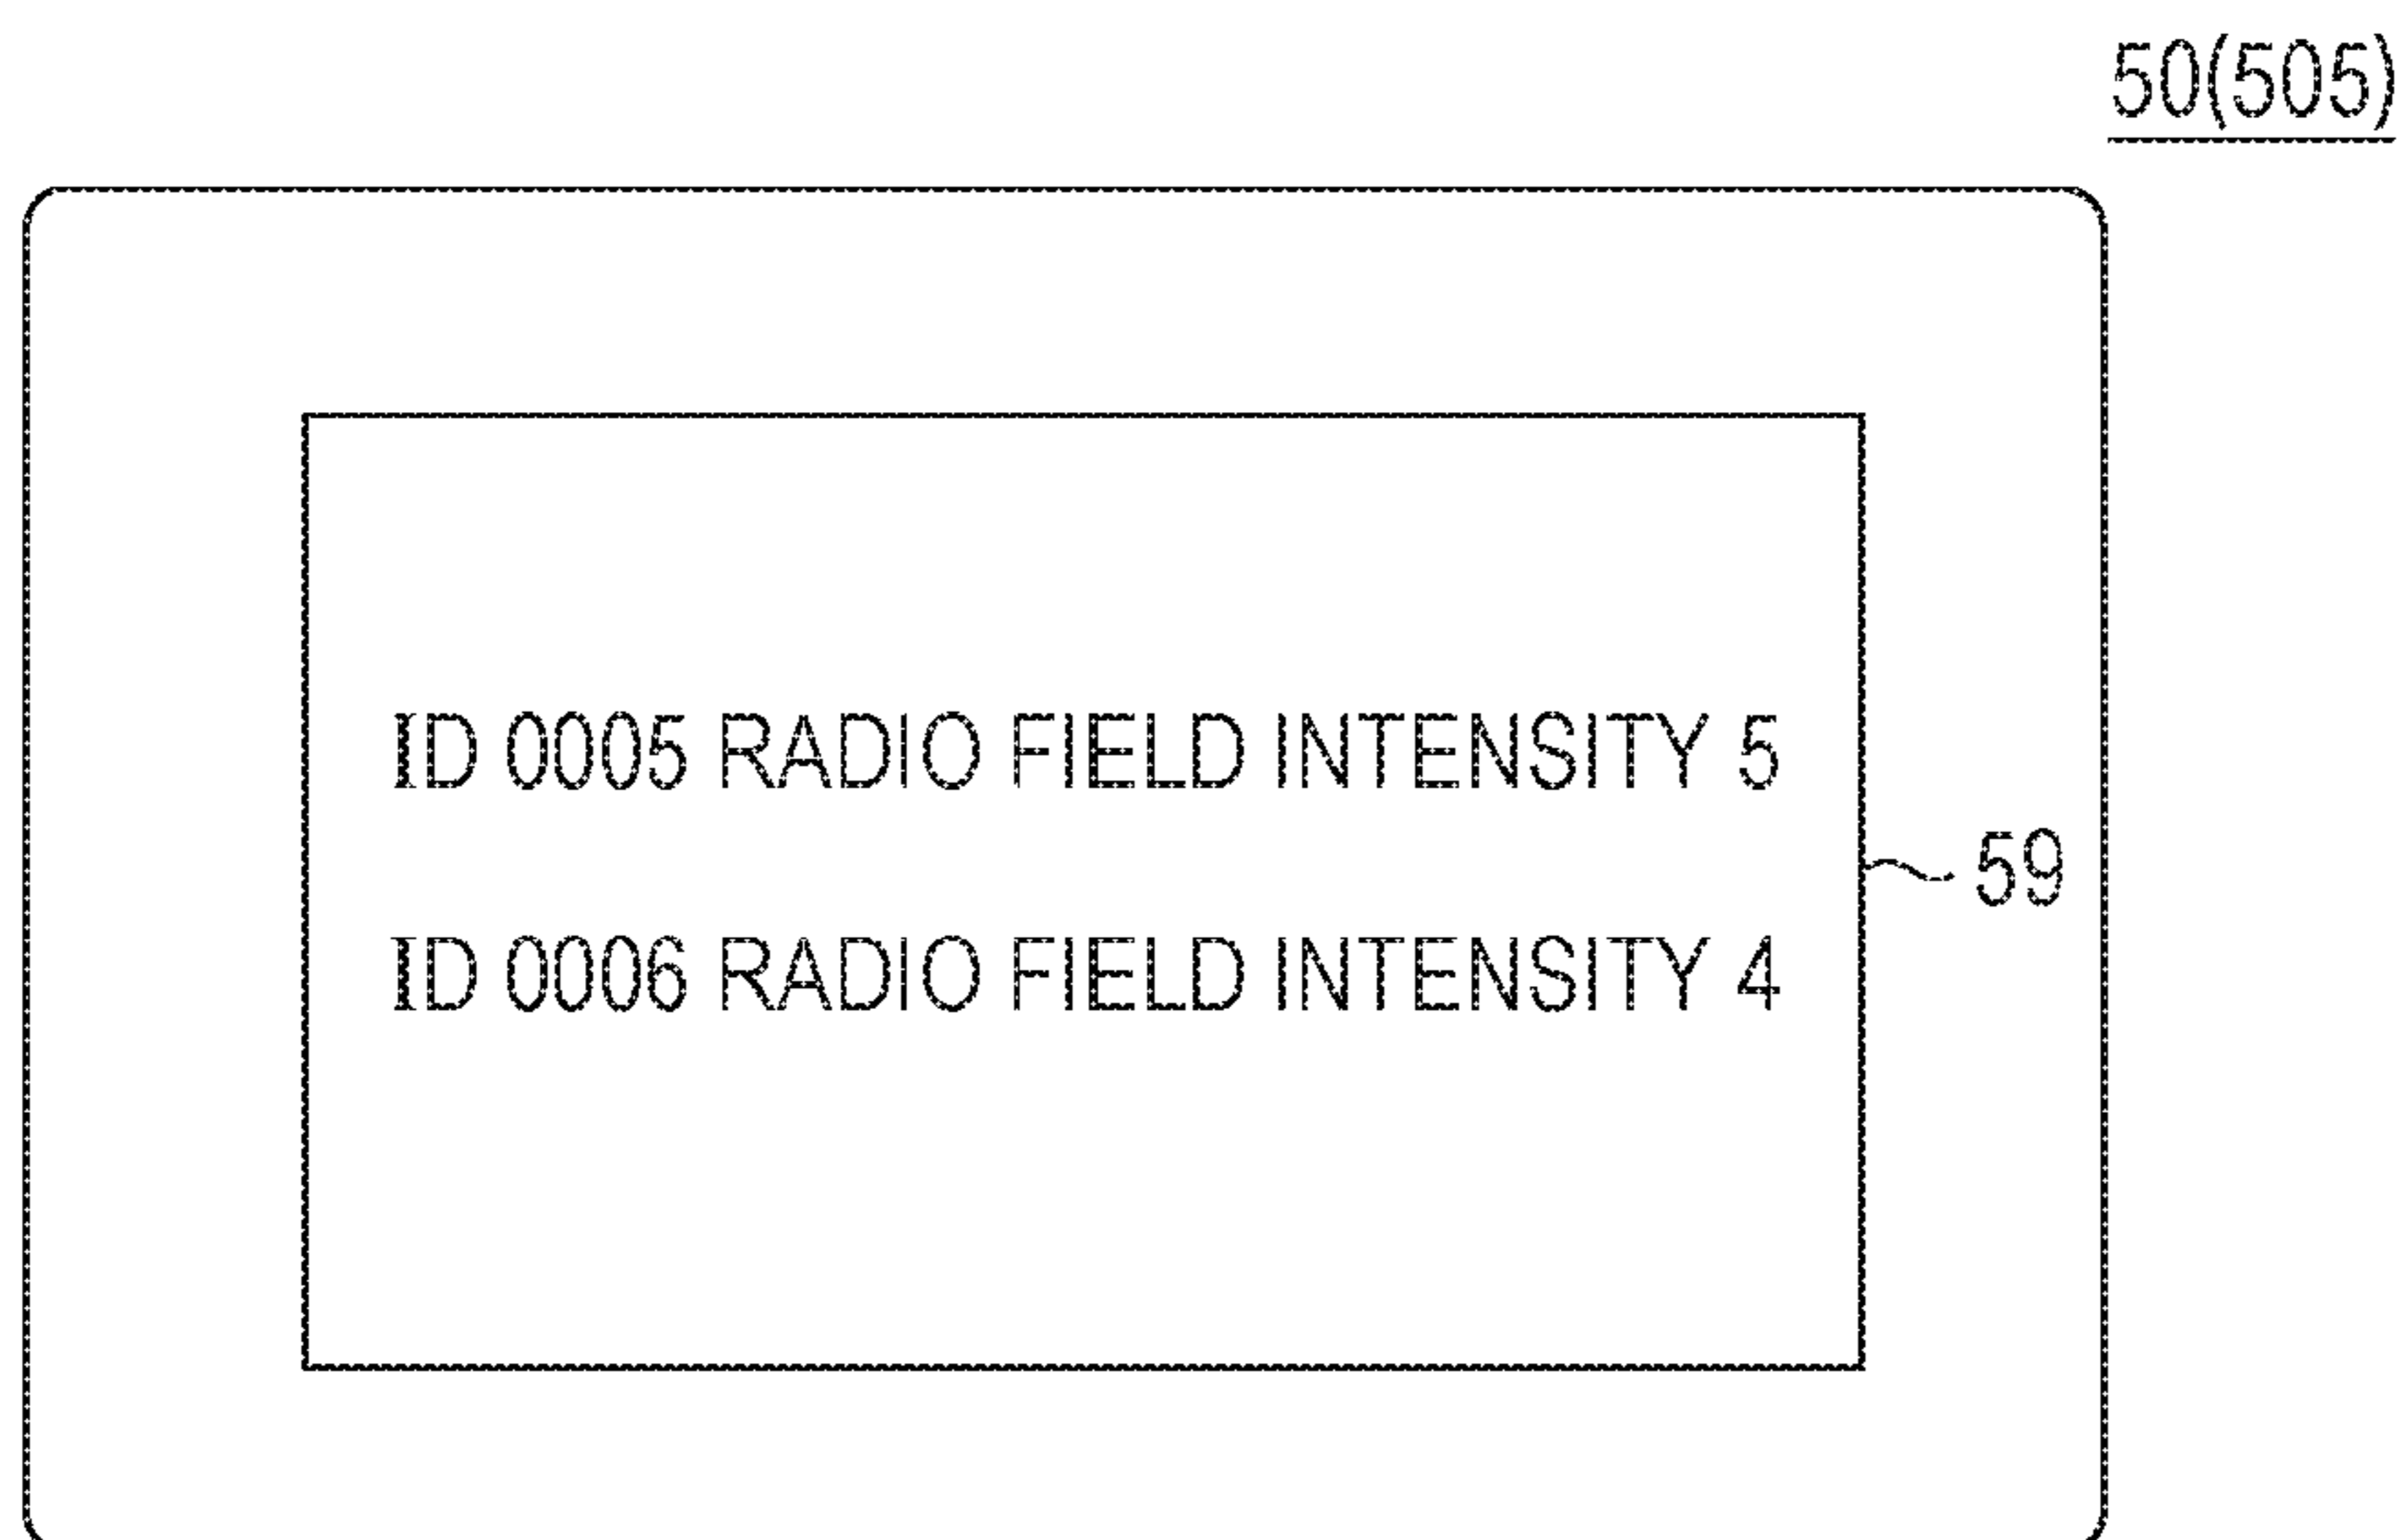 50(505)
ID 0005 RADIO FIELD INTENSITY 5
59
ID 0006 RADIO FIELD INTENSITY 4